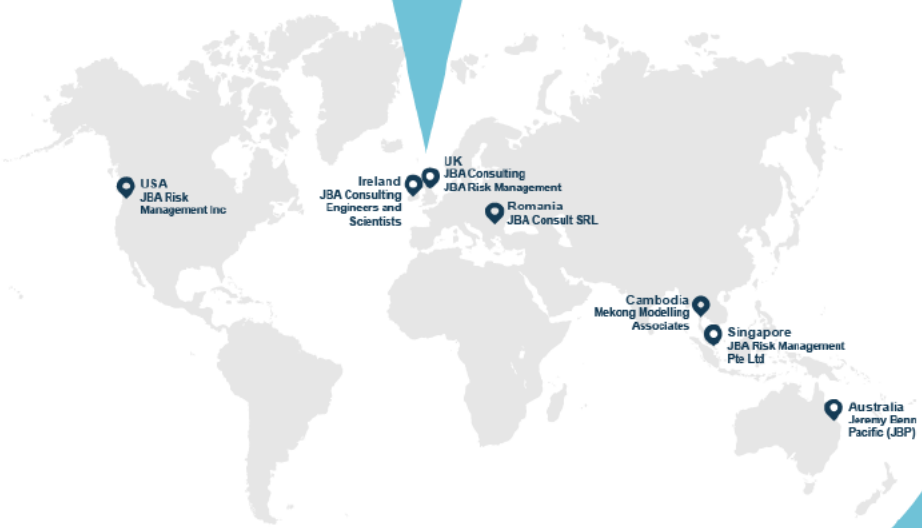 UK
JBA Consulting
JBA Risk Management
USA
JBA Risk
Management Inc
Ireland
JBA Consulting
Engineers and
Scientists
Romania
JBA Consult SRL
Cambodia
Mekong Modelling
Associates
Singapore
JBA Risk Management
Pte Ltd
Australia
Jeremy Benn
Pacific (JBP)